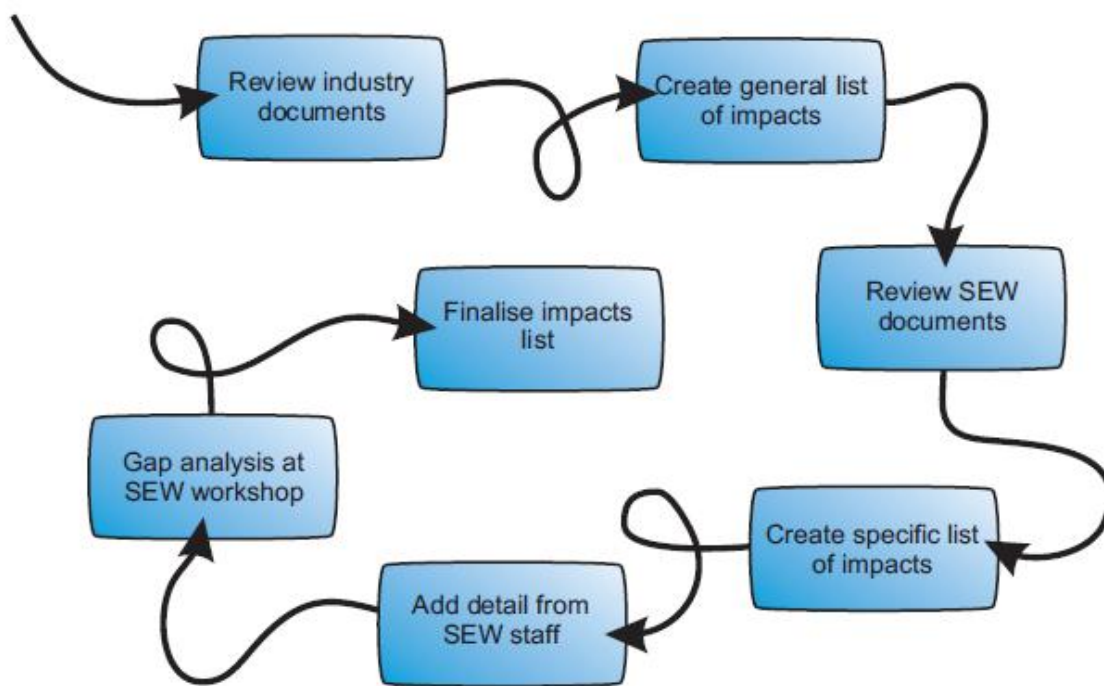 Review industry
documents
Create general list
of impacts
Review SEW
documents
Create specific list
of impacts
Add detail from
SEW staff
Gap analysis at
SEW workshop
Finalise impacts
list